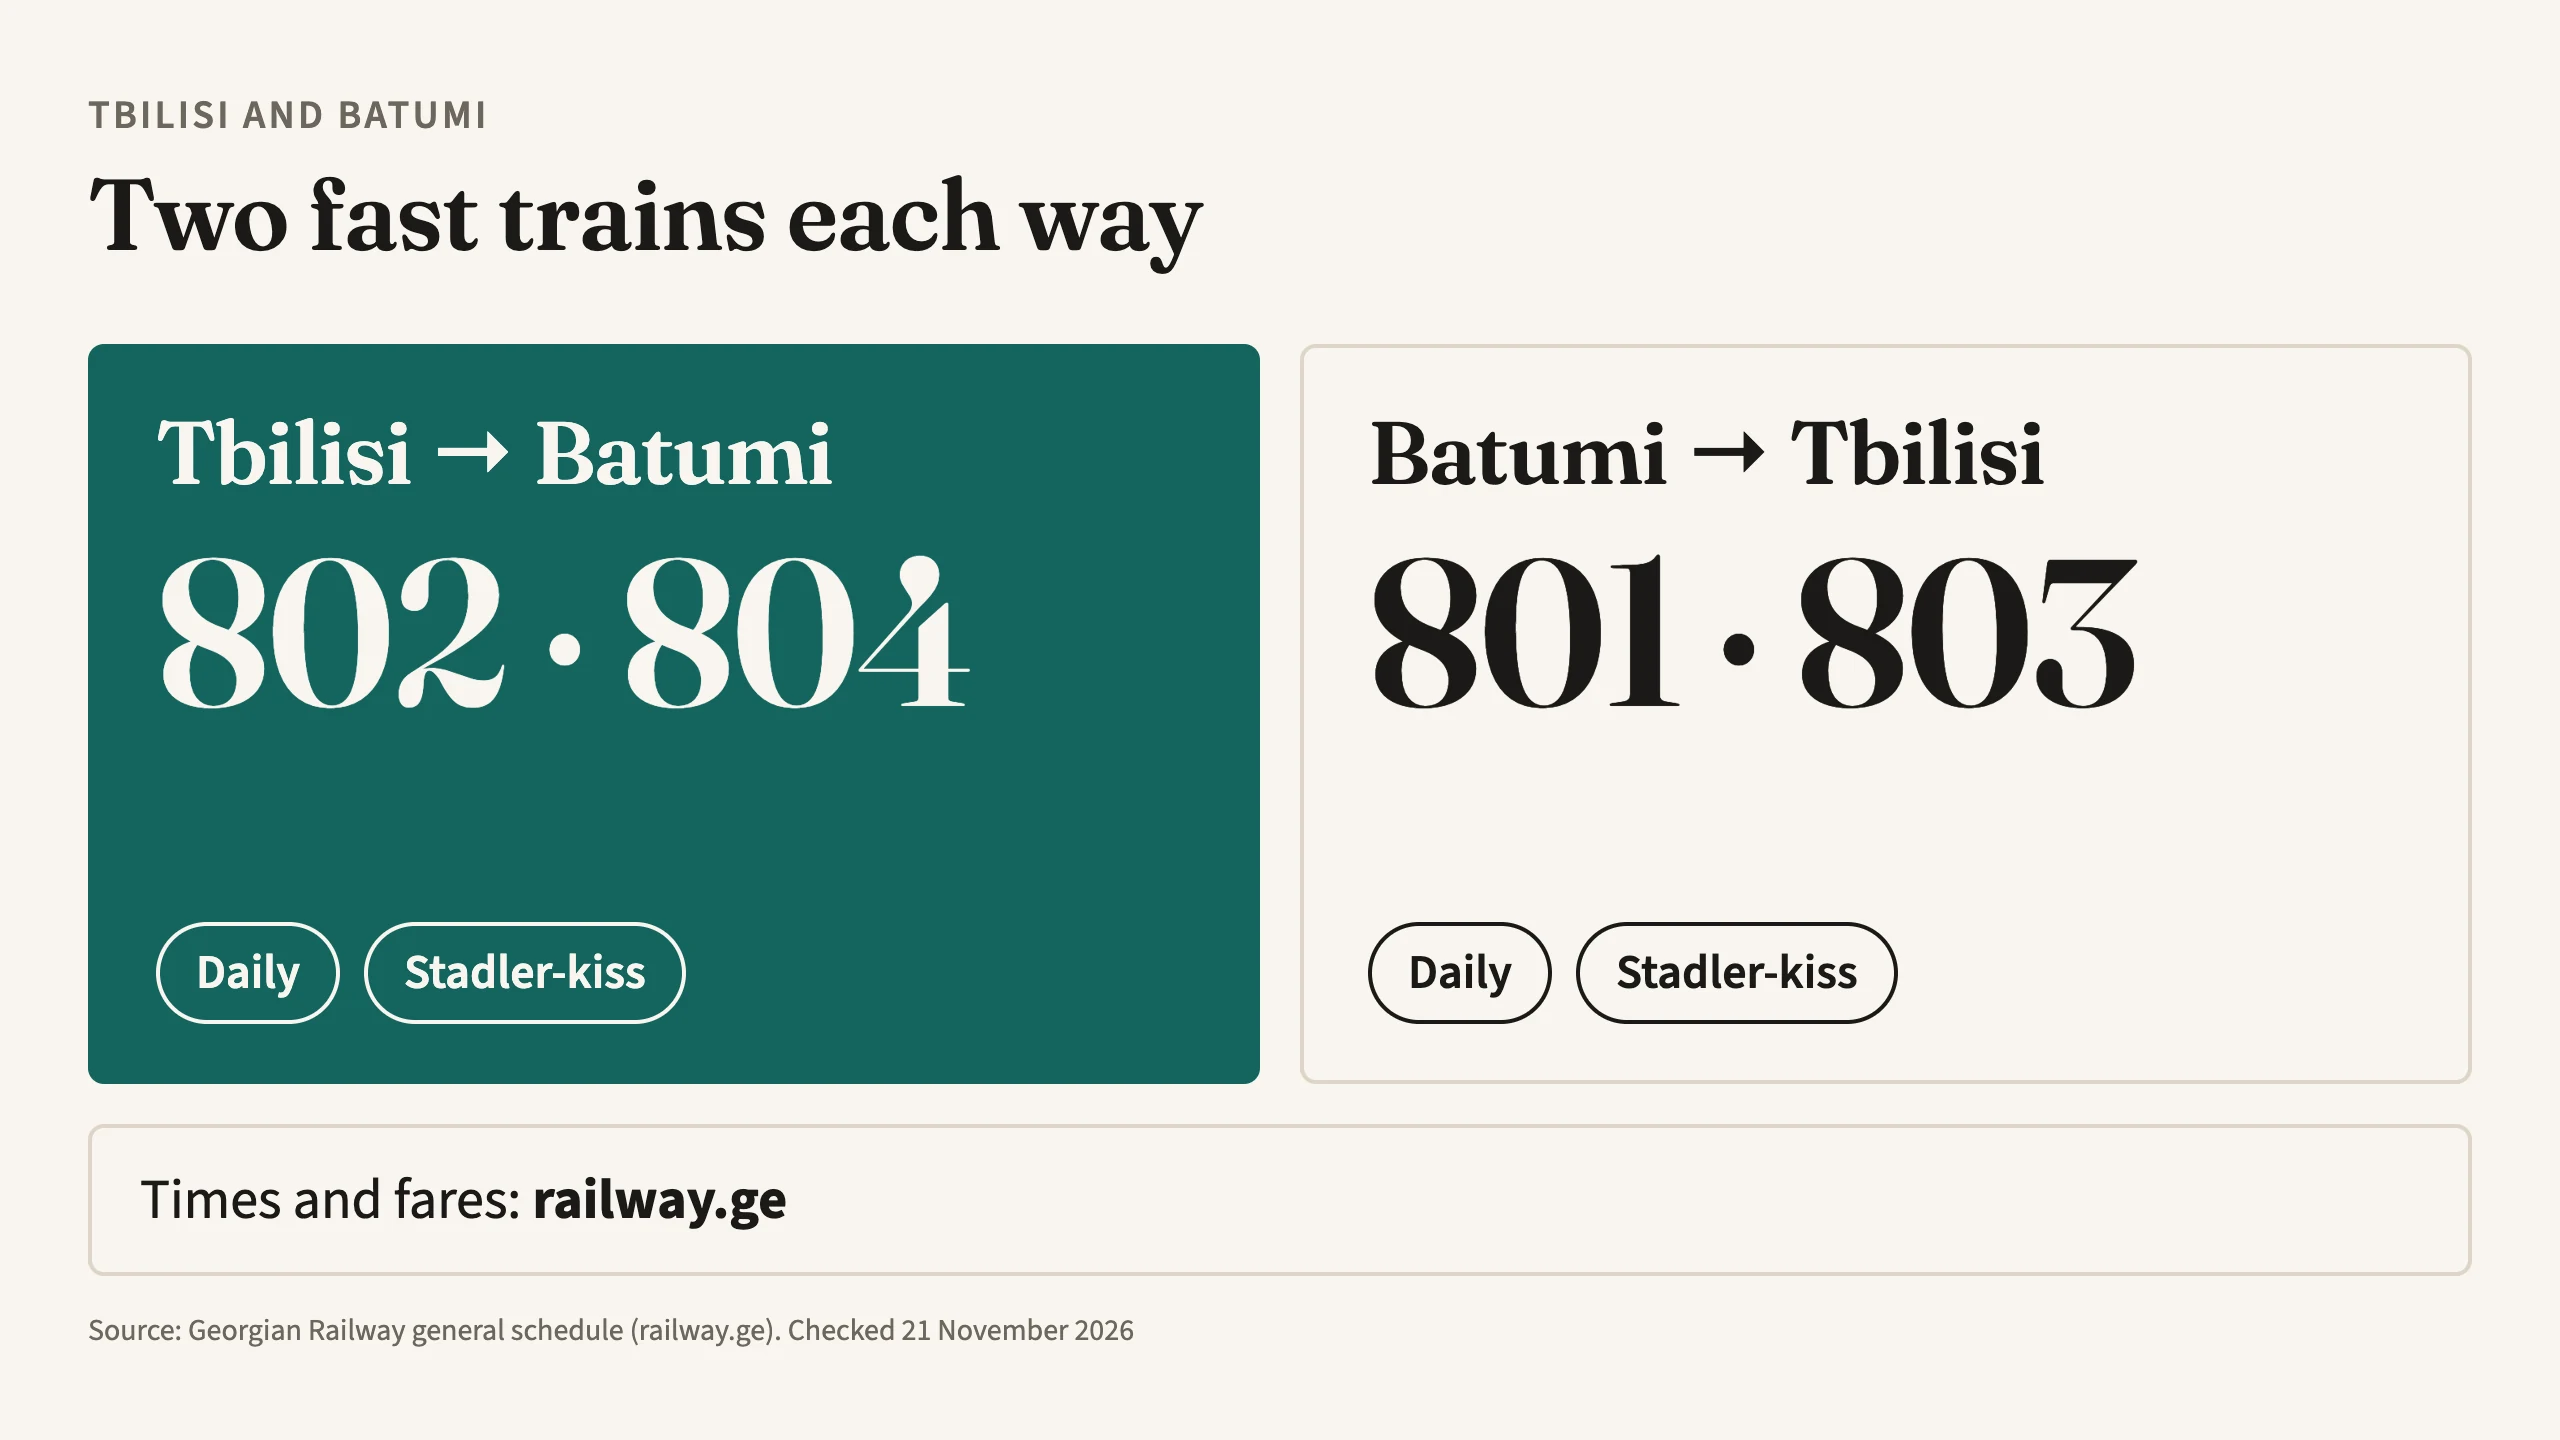 TBILISI AND BATUMI
Two fast trains each way
Tbilisi → Batumi
802 · 804
Daily
Stadler-kiss
Batumi → Tbilisi
801 · 803
Daily
Stadler-kiss
Times and fares: railway.ge
Source: Georgian Railway general schedule (railway.ge). Checked 21 November 2026